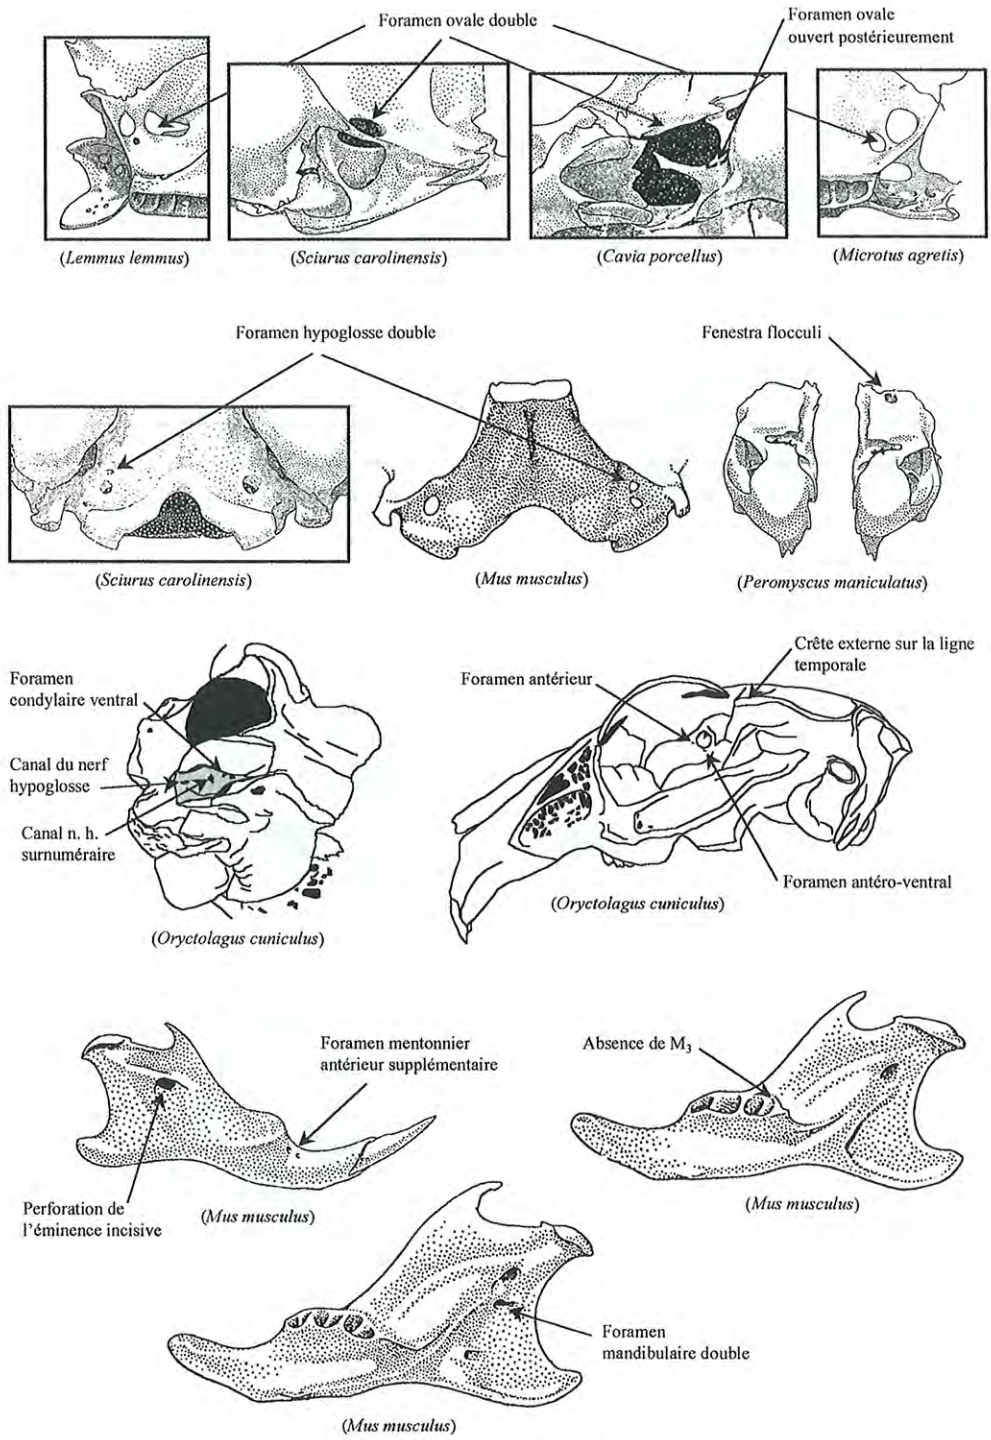 Foramen ovale double
Foramen ovale
ouvert postérieurement
(Lemmus lemmus)
(Sciurus carolinensis)
(Cavia porcellus)
(Microtus agretis)
Foramen hypoglosse double
Fenestra flocculi
(Sciurus carolinensis)
(Mus musculus)
(Peromyscus maniculatus)
Foramen
condylaire ventral
Canal du nerf
hypoglosse
Canal n. h.
surnuméraire
(Oryctolagus cuniculus)
Foramen antérieur
Crête externe sur la ligne
temporale
Foramen antéro-ventral
(Oryctolagus cuniculus)
Foramen mentonnier
antérieur supplémentaire
Perforation de
l'éminence incisive
(Mus musculus)
Absence de M₃
(Mus musculus)
Foramen
mandibulaire double
(Mus musculus)